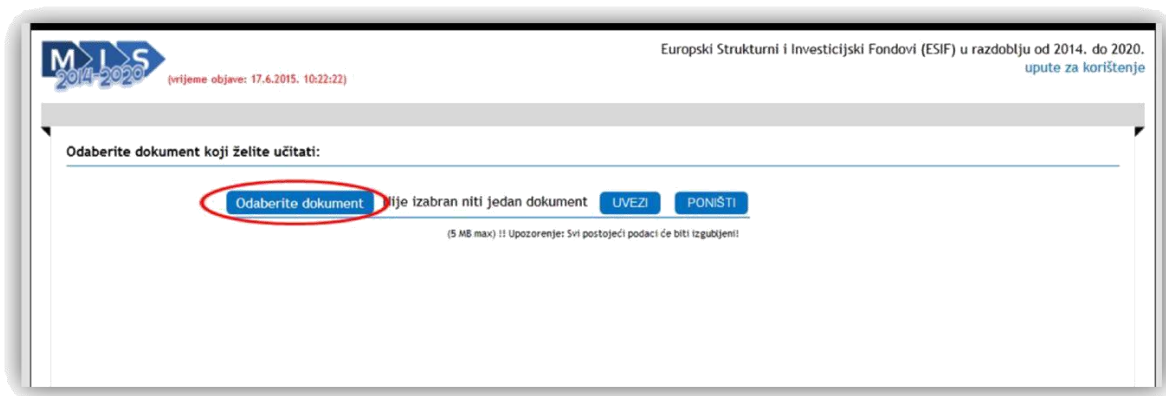 Europski Strukturni i Investicijski Fondovi (ESIF) u razdoblju od 2014. do 2020.
upute za korištenje
MIS
2014-2020
(vrijeme objave: 17.6.2015. 10:22:22)
Odaberite dokument koji želite učitati:
Odaberite dokument Nije izabran niti jedan dokument UVEZI PONIŠTI
(5 MB max) !! Upozorenje: Svi postojeći podaci će biti izgubljeni!